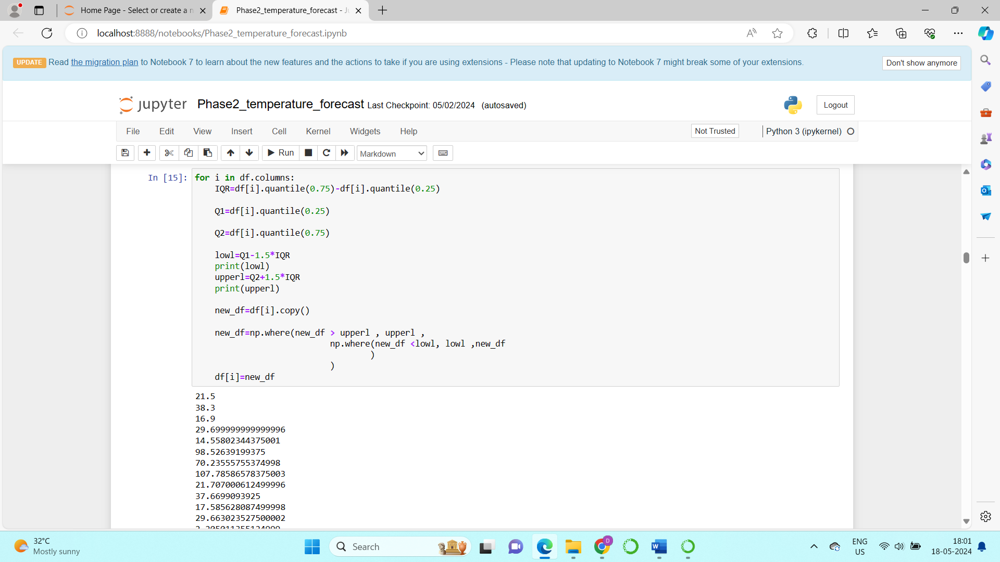 Home Page - Select or create a n
Phase2_temperature_forecast - Ju
localhost:8888/notebooks/Phase2_temperature_forecast.ipynb
UPDATE Read the migration plan to Notebook 7 to learn about the new features and the actions to take if you are using extensions - Please note that updating to Notebook 7 might break some of your extensions.
Don't show anymore
jupyter Phase2_temperature_forecast Last Checkpoint: 05/02/2024 (autosaved)
Logout
File Edit View Insert Cell Kernel Widgets Help
Not Trusted
Python 3 (ipykernel)
Run
Markdown
In [15]: for i in df.columns:
    IQR=df[i].quantile(0.75)-df[i].quantile(0.25)
    Q1=df[i].quantile(0.25)
    Q2=df[i].quantile(0.75)
    lowl=Q1-1.5*IQR
    print(lowl)
    upperl=Q2+1.5*IQR
    print(upperl)
    new_df=df[i].copy()
    new_df=np.where(new_df > upperl , upperl ,
                           np.where(new_df <lowl, lowl ,new_df
                                   )
                           )
    df[i]=new_df
21.5
38.3
16.9
29.699999999999996
14.55802344375001
98.52639199375
70.23555755374998
107.78586578375003
21.707000612499996
37.6699093925
17.585628087499998
29.663023527500002
32°C
Mostly sunny
Search
D
W
ENG
US
18:01
18-05-2024